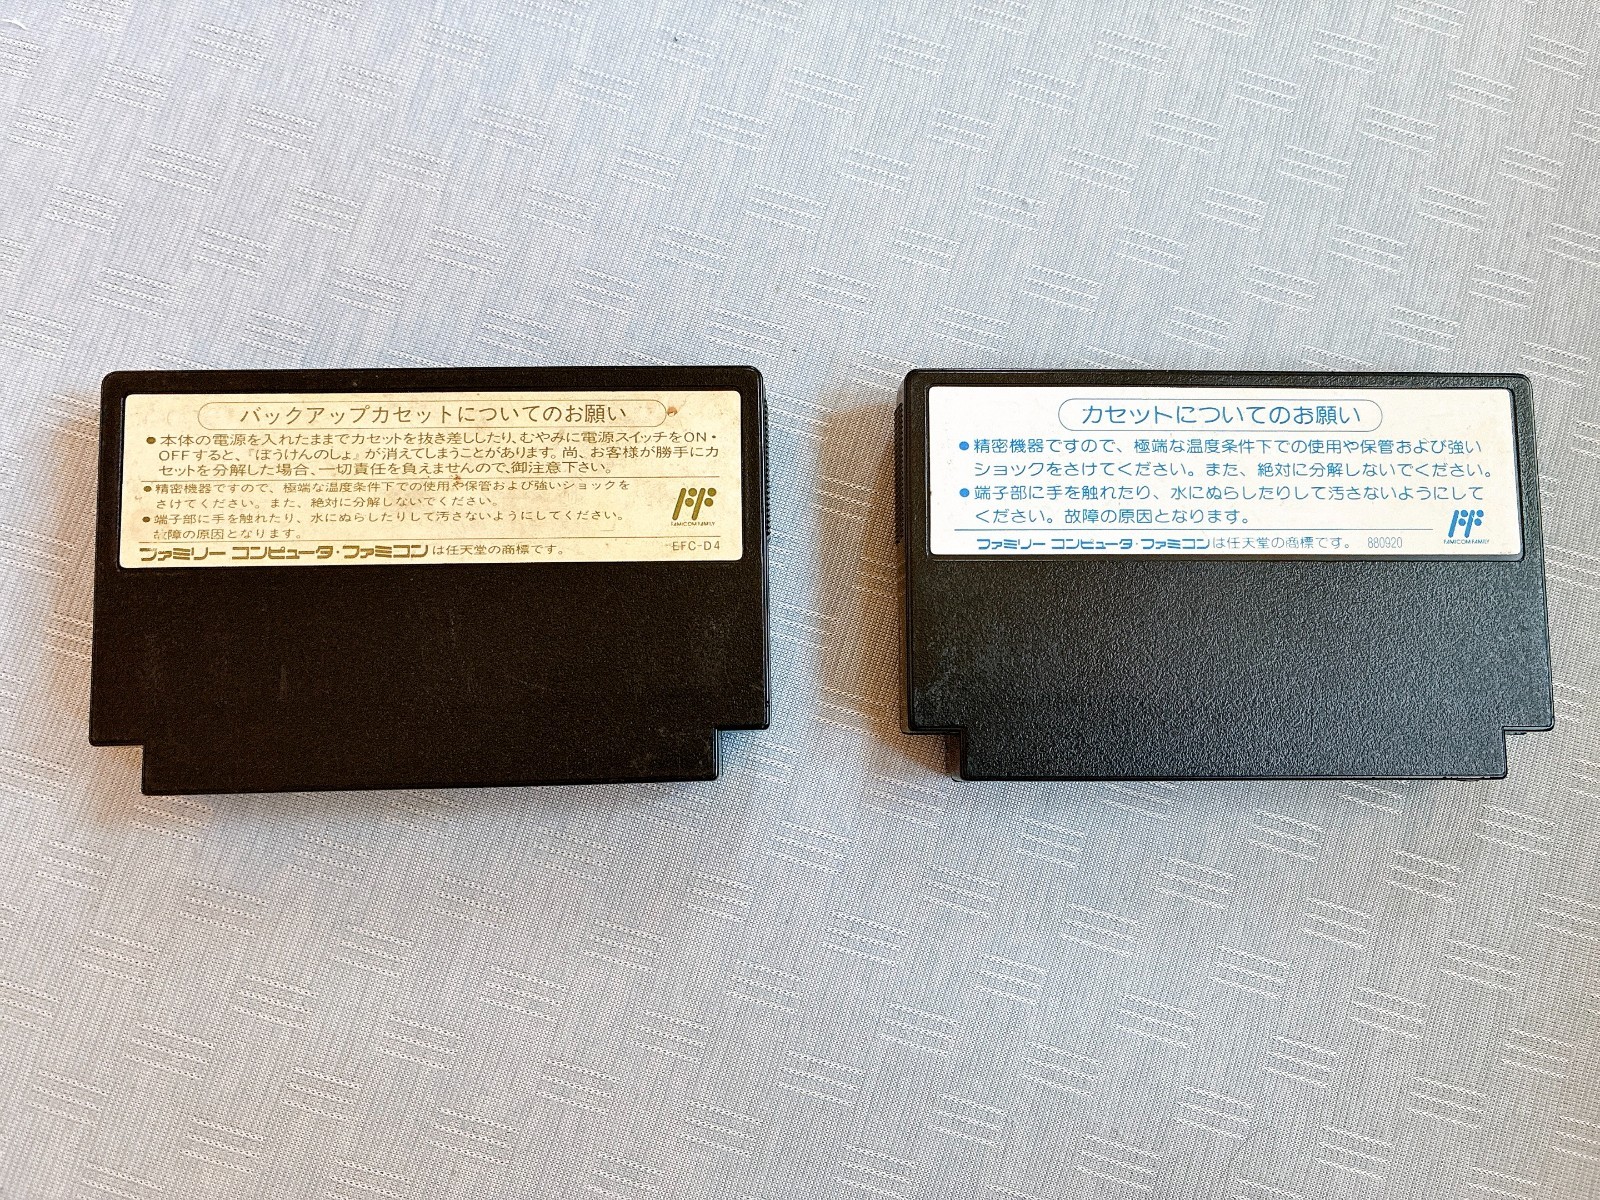 バックアップカセットについてのお願い
●本体の電源を入れたままでカセットを抜き差ししたり、むやみに電源スイッチをON・
OFFすると、『ぼうけんのしょ』が消えてしまうことがあります。尚、お客様が勝手にカ
セットを分解した場合、一切責任を負えませんので、御注意下さい。
●精密機器ですので、極端な温度条件下での使用や保管および強いショックを
さけてください。また、絶対に分解しないでください。
●端子部に手を触れたり、水にぬらしたりして汚さないようにしてください。
故障の原因となります。
FAMICOM FAMILY
ファミリー コンピュータ・ファミコンは任天堂の商標です。
EFC-D4
カセットについてのお願い
●精密機器ですので、極端な温度条件下での使用や保管および強い
ショックをさけてください。また、絶対に分解しないでください。
●端子部に手を触れたり、水にぬらしたりして汚さないようにして
ください。故障の原因となります。
ファミリー コンピュータ・ファミコンは任天堂の商標です。 880920
FAMICOM FAMILY